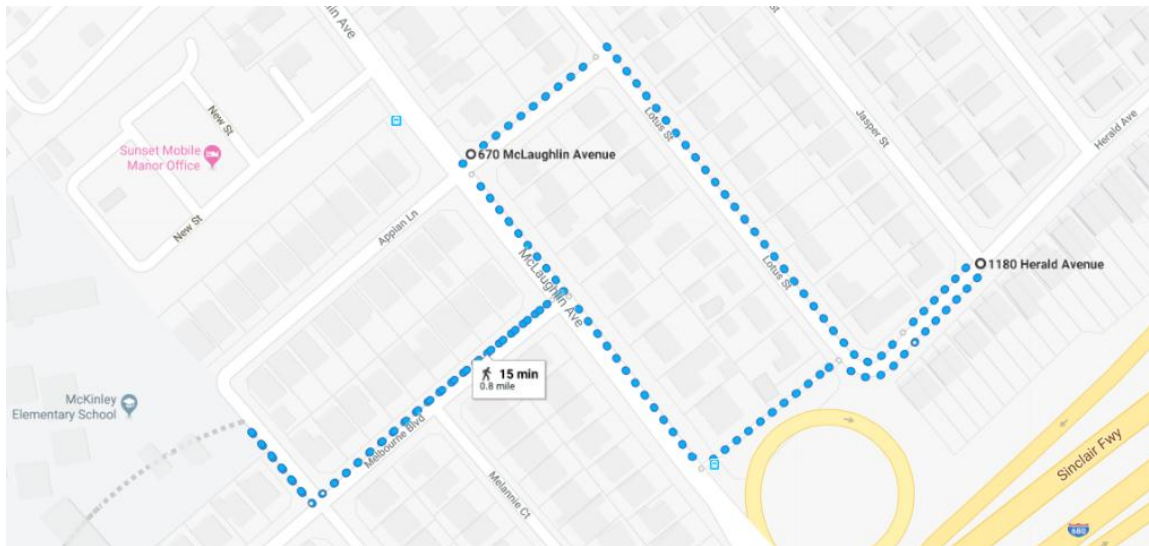 McLaughlin Ave
New St
Sunset Mobile
Manor Office
New St
Appian Ln
670 McLaughlin Avenue
Lotus St
Jasper St
Herald Ave
McLaughlin Ave
Lotus St
1180 Herald Avenue
15 min
0.8 mile
McKinley
Elementary School
Melbourne Blvd
Melannie Ct
Sinclair Fwy
680